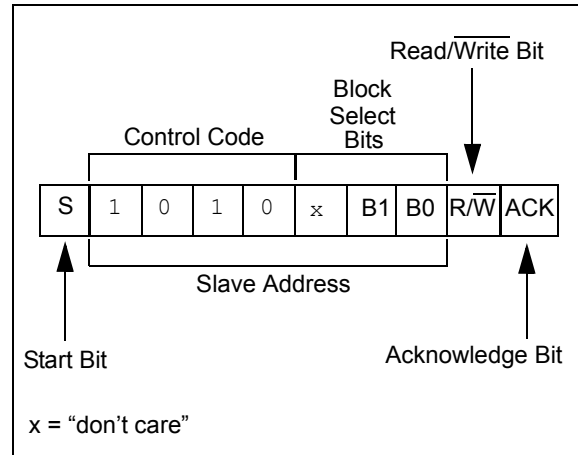 Read/Write Bit
Block
Select
Bits
Control Code
S 1 0 1 0 x B1 B0 R/W ACK
Slave Address
Start Bit
Acknowledge Bit
x = “don’t care”